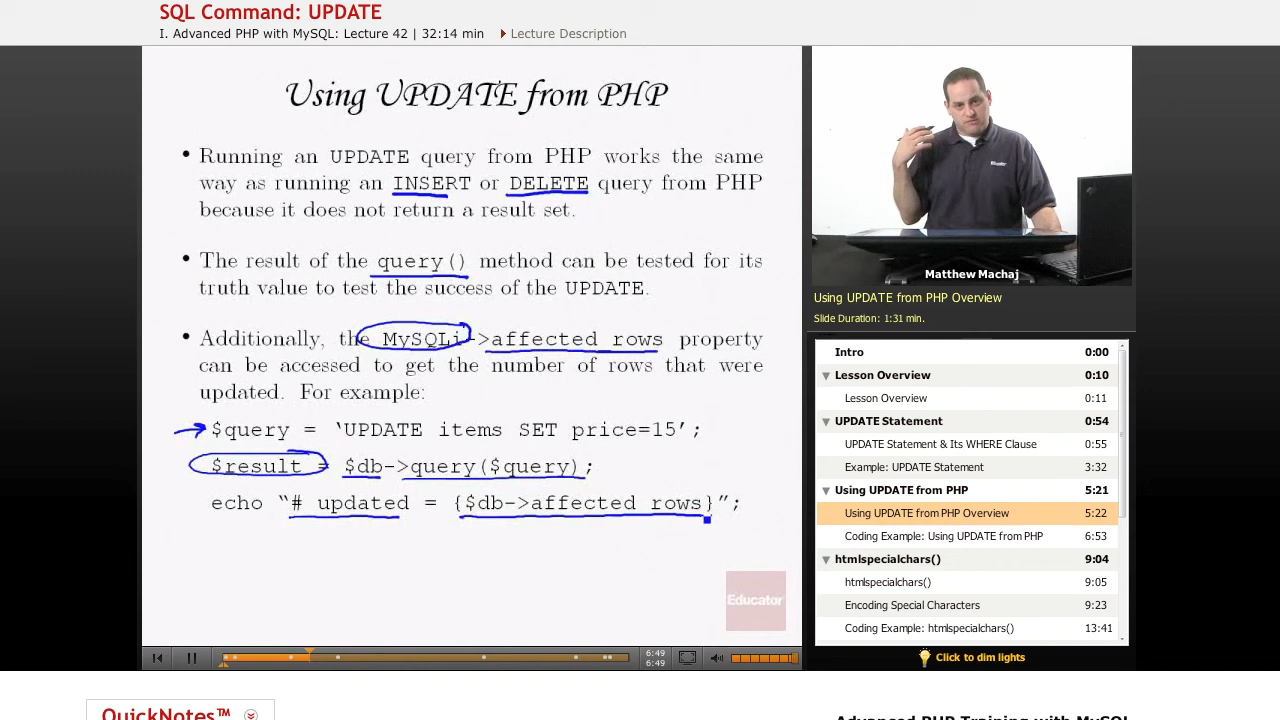 SQL Command: UPDATE
I. Advanced PHP with MySQL: Lecture 42 | 32:14 min
Lecture Description
Using UPDATE from PHP
• Running an UPDATE query from PHP works the same
way as running an INSERT or DELETE query from PHP
because it does not return a result set.
• The result of the query() method can be tested for its
truth value to test the success of the UPDATE.
• Additionally, the MySQLi->affected rows property
can be accessed to get the number of rows that were
updated. For example:
$query = ‘UPDATE items SET price=15’;
$result = $db->query($query);
echo “# updated = {$db->affected rows}”;
Educator
6:49
6:49
Matthew Machaj
Using UPDATE from PHP Overview
Slide Duration: 1:31 min.
Intro 0:00
Lesson Overview 0:10
Lesson Overview 0:11
UPDATE Statement 0:54
UPDATE Statement & Its WHERE Clause 0:55
Example: UPDATE Statement 3:32
Using UPDATE from PHP 5:21
Using UPDATE from PHP Overview 5:22
Coding Example: Using UPDATE from PHP 6:53
htmlspecialchars() 9:04
htmlspecialchars() 9:05
Encoding Special Characters 9:23
Coding Example: htmlspecialchars() 13:41
Click to dim lights
QuickNotes™
Advanced PHP Training with MySQL